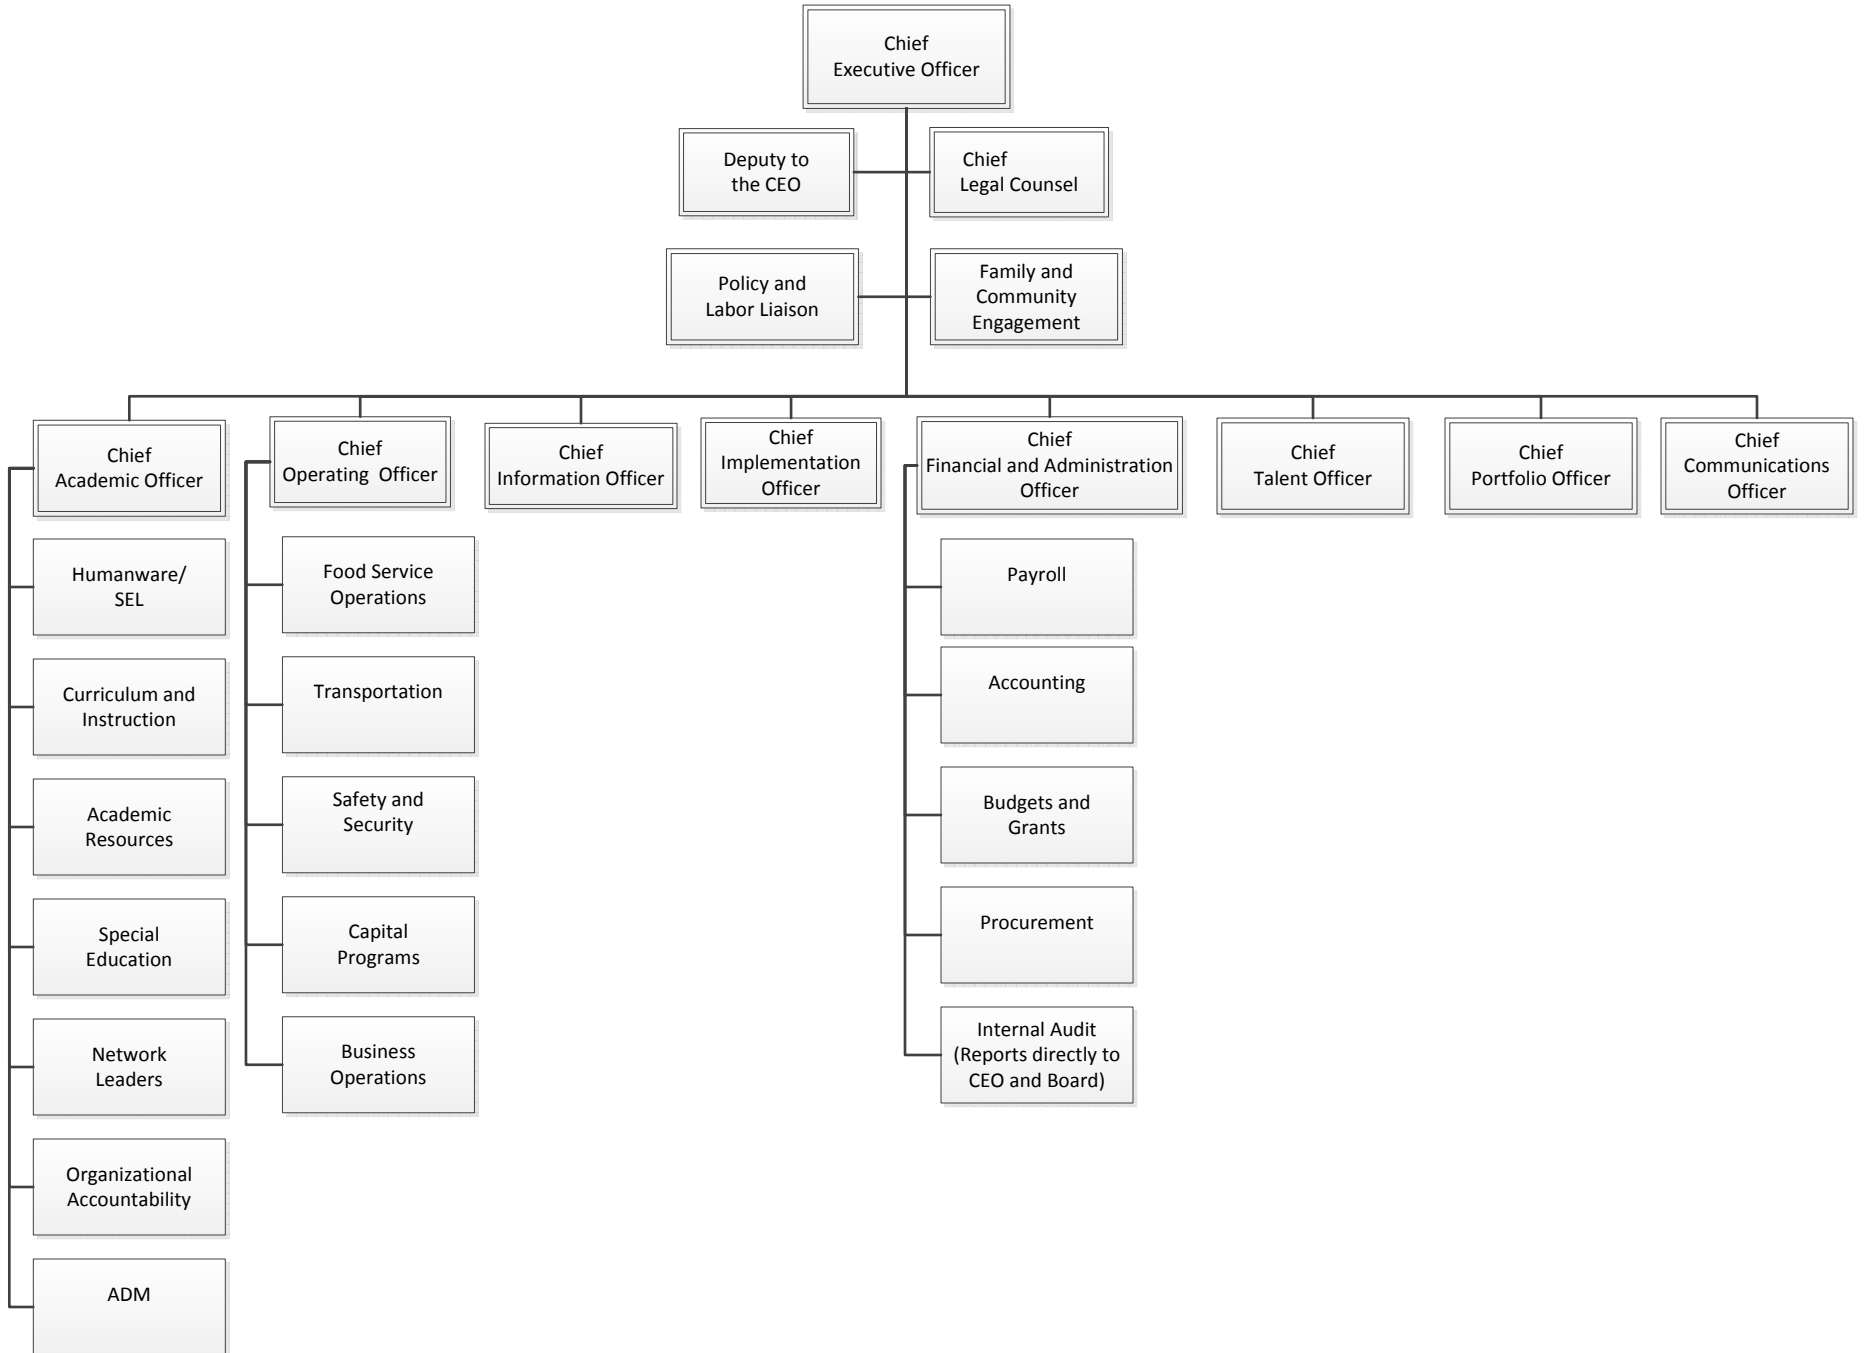 Chief
Executive Officer
Deputy to
the CEO
Chief
Legal Counsel
Policy and
Labor Liaison
Family and
Community
Engagement
Chief
Academic Officer
Chief
Operating  Officer
Chief
Information Officer
Chief
Implementation
Officer
Chief
Financial and Administration
Officer
Chief
Talent Officer
Chief
Portfolio Officer
Chief
Communications
Officer
Humanware/
SEL
Curriculum and
Instruction
Academic
Resources
Special
Education
Network
Leaders
Organizational
Accountability
ADM
Food Service
Operations
Transportation
Safety and
Security
Capital
Programs
Business
Operations
Payroll
Accounting
Budgets and
Grants
Procurement
Internal Audit
(Reports directly to
CEO and Board)